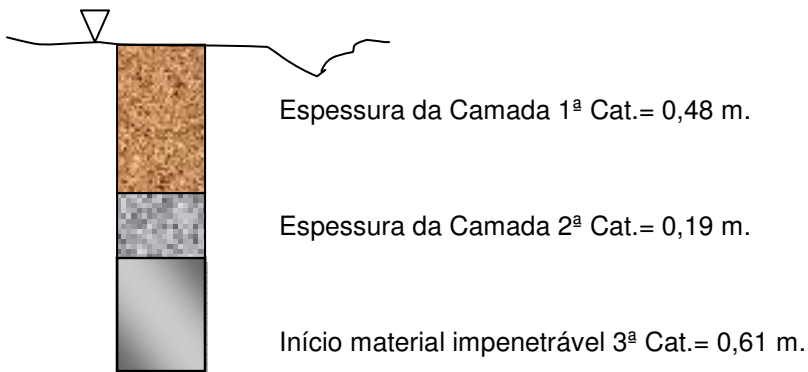 Espessura da Camada 1ª Cat.= 0,48 m.
Espessura da Camada 2ª Cat.= 0,19 m.
Início material impenetrável 3ª Cat.= 0,61 m.